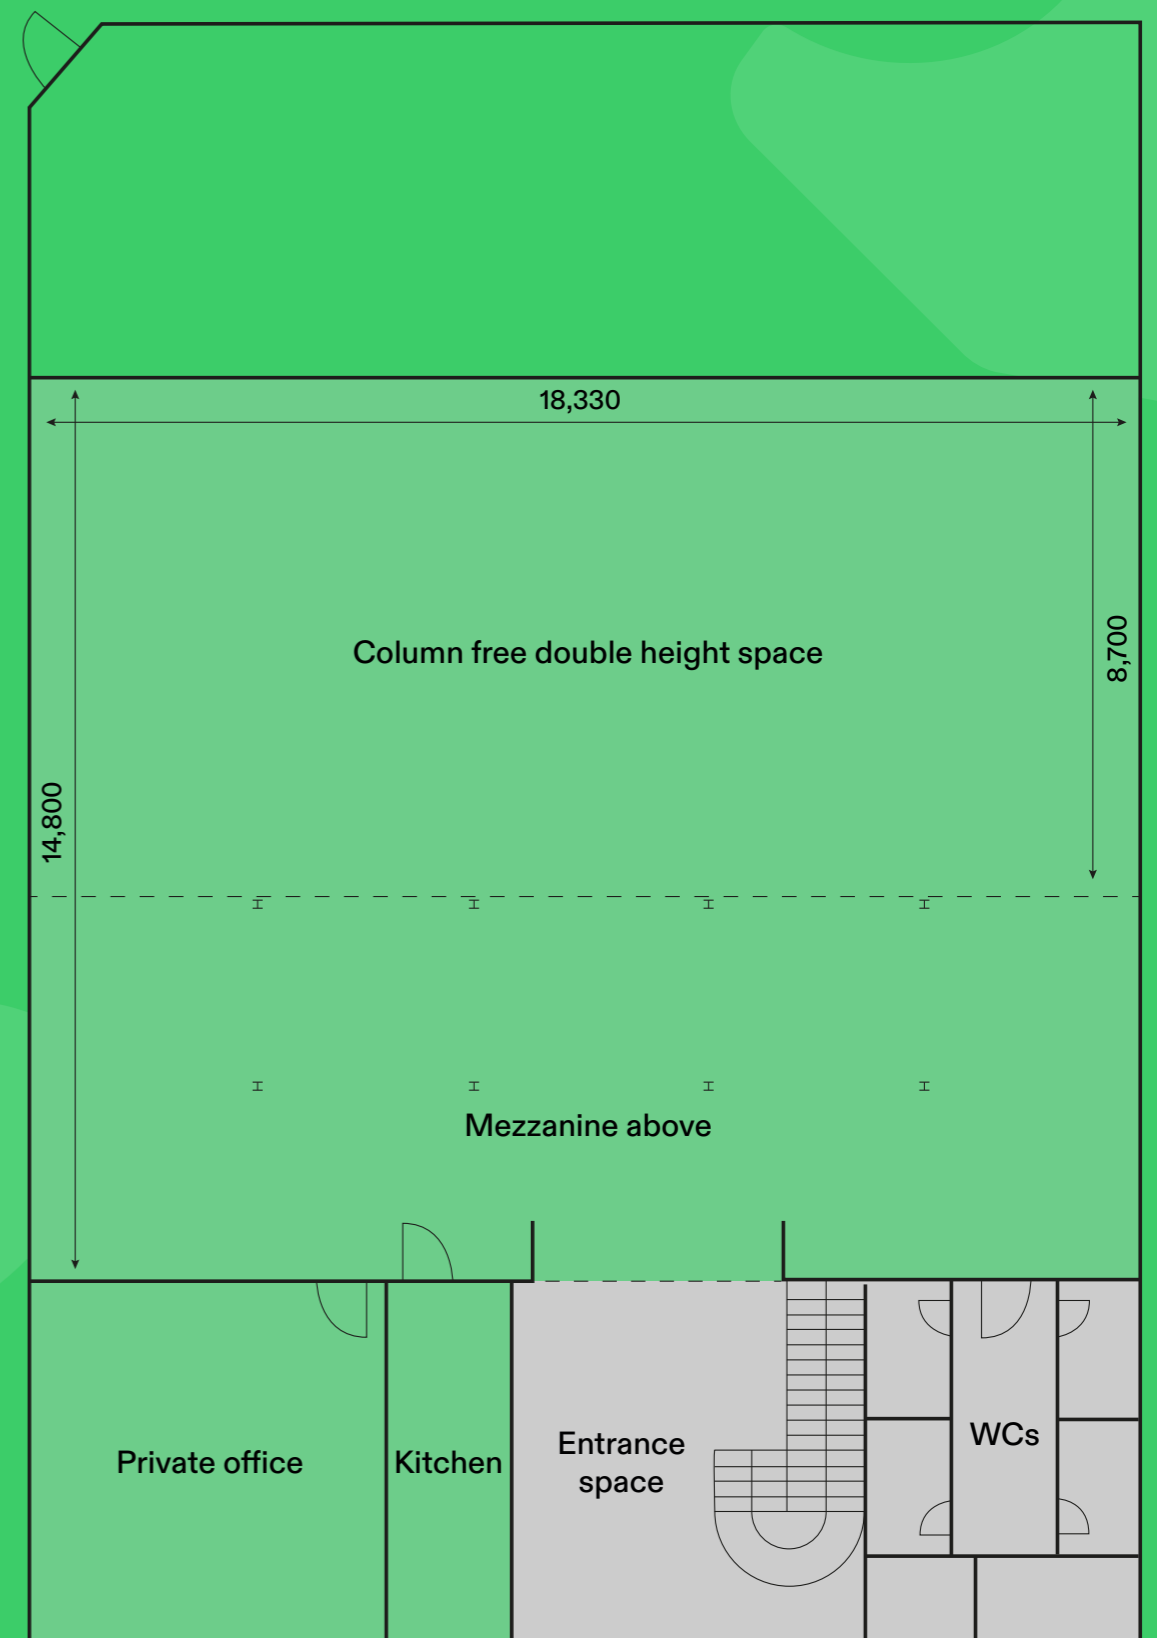 18,330
Column free double height space
8,700
14,800
Mezzanine above
Private office
Kitchen
Entrance
space
WCs